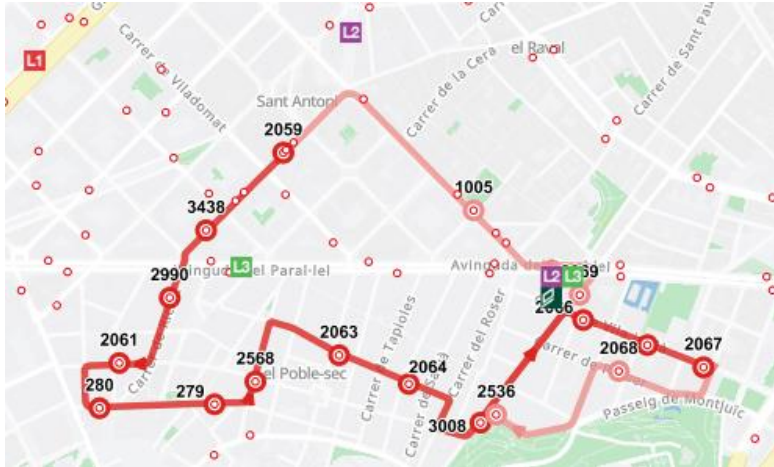 L1
L2
Carrer de Viladomat
Carrer de la Cera
el Raval
Carrer de Sant Pau
Sant Antoni
2059
1005
3438
L3
Avinguda del Paral·lel
2990
L2 L3
2066
2061
2063
2067
2068
Carrer de Tapioles
Carrer del Roser
2568
el Poble-sec
2064
280
279
2536
3008
Passeig de Montjuïc